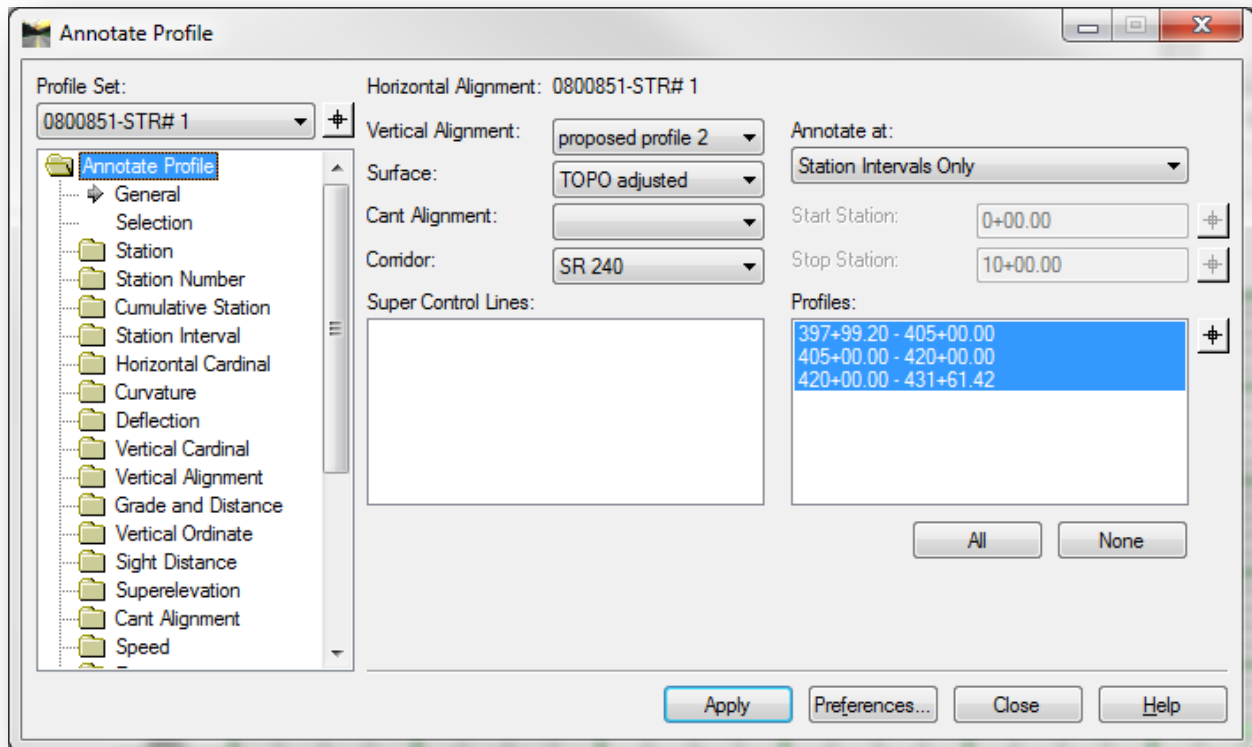 Annotate Profile
Profile Set:
0800851-STR# 1
Annotate Profile
General
Selection
Station
Station Number
Cumulative Station
Station Interval
Horizontal Cardinal
Curvature
Deflection
Vertical Cardinal
Vertical Alignment
Grade and Distance
Vertical Ordinate
Sight Distance
Superelevation
Cant Alignment
Speed
Horizontal Alignment: 0800851-STR# 1
Vertical Alignment: proposed profile 2
Surface: TOPO adjusted
Cant Alignment:
Corridor: SR 240
Super Control Lines:
Annotate at:
Station Intervals Only
Start Station: 0+00.00
Stop Station: 10+00.00
Profiles:
397+99.20 - 405+00.00
405+00.00 - 420+00.00
420+00.00 - 431+61.42
All None
Apply Preferences... Close Help